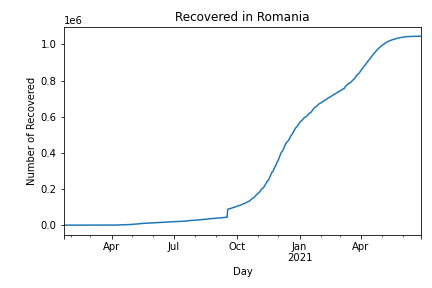 Recovered in Romania
1e6
1.0
0.8
0.6
0.4
0.2
0.0
Number of Recovered
Apr
Jul
Oct
Jan
2021
Apr
Day